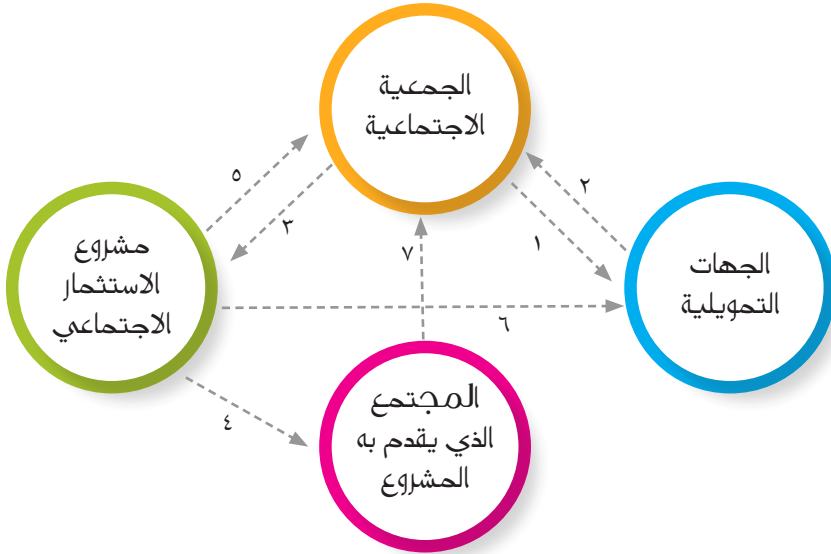 الجمعية
الاجتماعية
٥
٣
٢
١
الجهات
التمويلية
مشروع
الاستثمار
الاجتماعي
٧
٦
٤
المجتمع
الذي يقدم به
المشروع